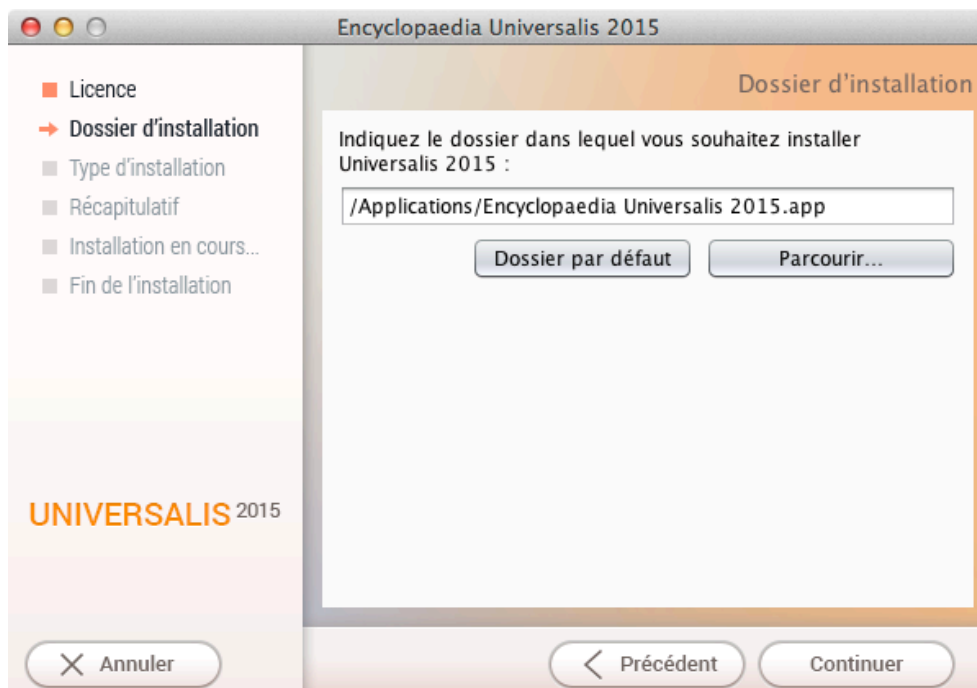 Encyclopaedia Universalis 2015
Licence
Dossier d'installation
Type d'installation
Récapitulatif
Installation en cours...
Fin de l'installation
UNIVERSALIS 2015
Annuler
Dossier d'installation
Indiquez le dossier dans lequel vous souhaitez installer
Universalis 2015 :
/Applications/Encyclopaedia Universalis 2015.app
Dossier par défaut
Parcourir...
Précédent
Continuer